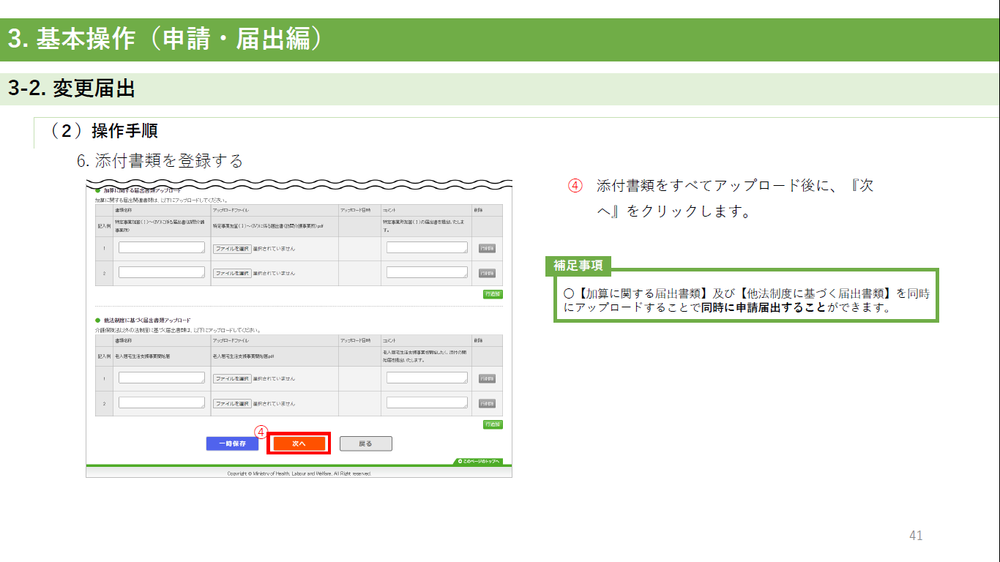 3. 基本操作（申請・届出編）
3-2. 変更届出
（２）操作手順
6. 添付書類を登録する
加算に関する届出書類アップロード
加算に関する届出関連書類は、以下にアップロードしてください。
書類名称 アップロードファイル アップロード日時 コメント 削除
記入例 特定事業加算(Ⅰ)～(Ⅳ)に係る届出書(訪問介護事業所) 特定事業加算(Ⅰ)～(Ⅳ)に係る届出書(訪問介護事業所).pdf 特定事業所加算(Ⅰ)の届出書を提出いたします。
1 ファイルを選択 選択されていません 行削除
2 ファイルを選択 選択されていません 行削除
行追加
他法制度に基づく届出書類アップロード
介護保険法以外の法制度に基づく届出書類は、以下にアップロードしてください。
書類名称 アップロードファイル アップロード日時 コメント 削除
記入例 老人居宅生活支援事業開始届 老人居宅生活支援事業開始届.pdf 老人居宅生活支援事業を開始したく、添付の開始届を提出いたします。
1 ファイルを選択 選択されていません 行削除
2 ファイルを選択 選択されていません 行削除
行追加
④
一時保存 次へ 戻る
このページのトップへ
Copyright © Ministry of Health, Labour and Welfare, All Right reserved.
④ 添付書類をすべてアップロード後に、『次
へ』をクリックします。
補足事項
○【加算に関する届出書類】及び【他法制度に基づく届出書類】を同時
にアップロードすることで同時に申請届出することができます。
41